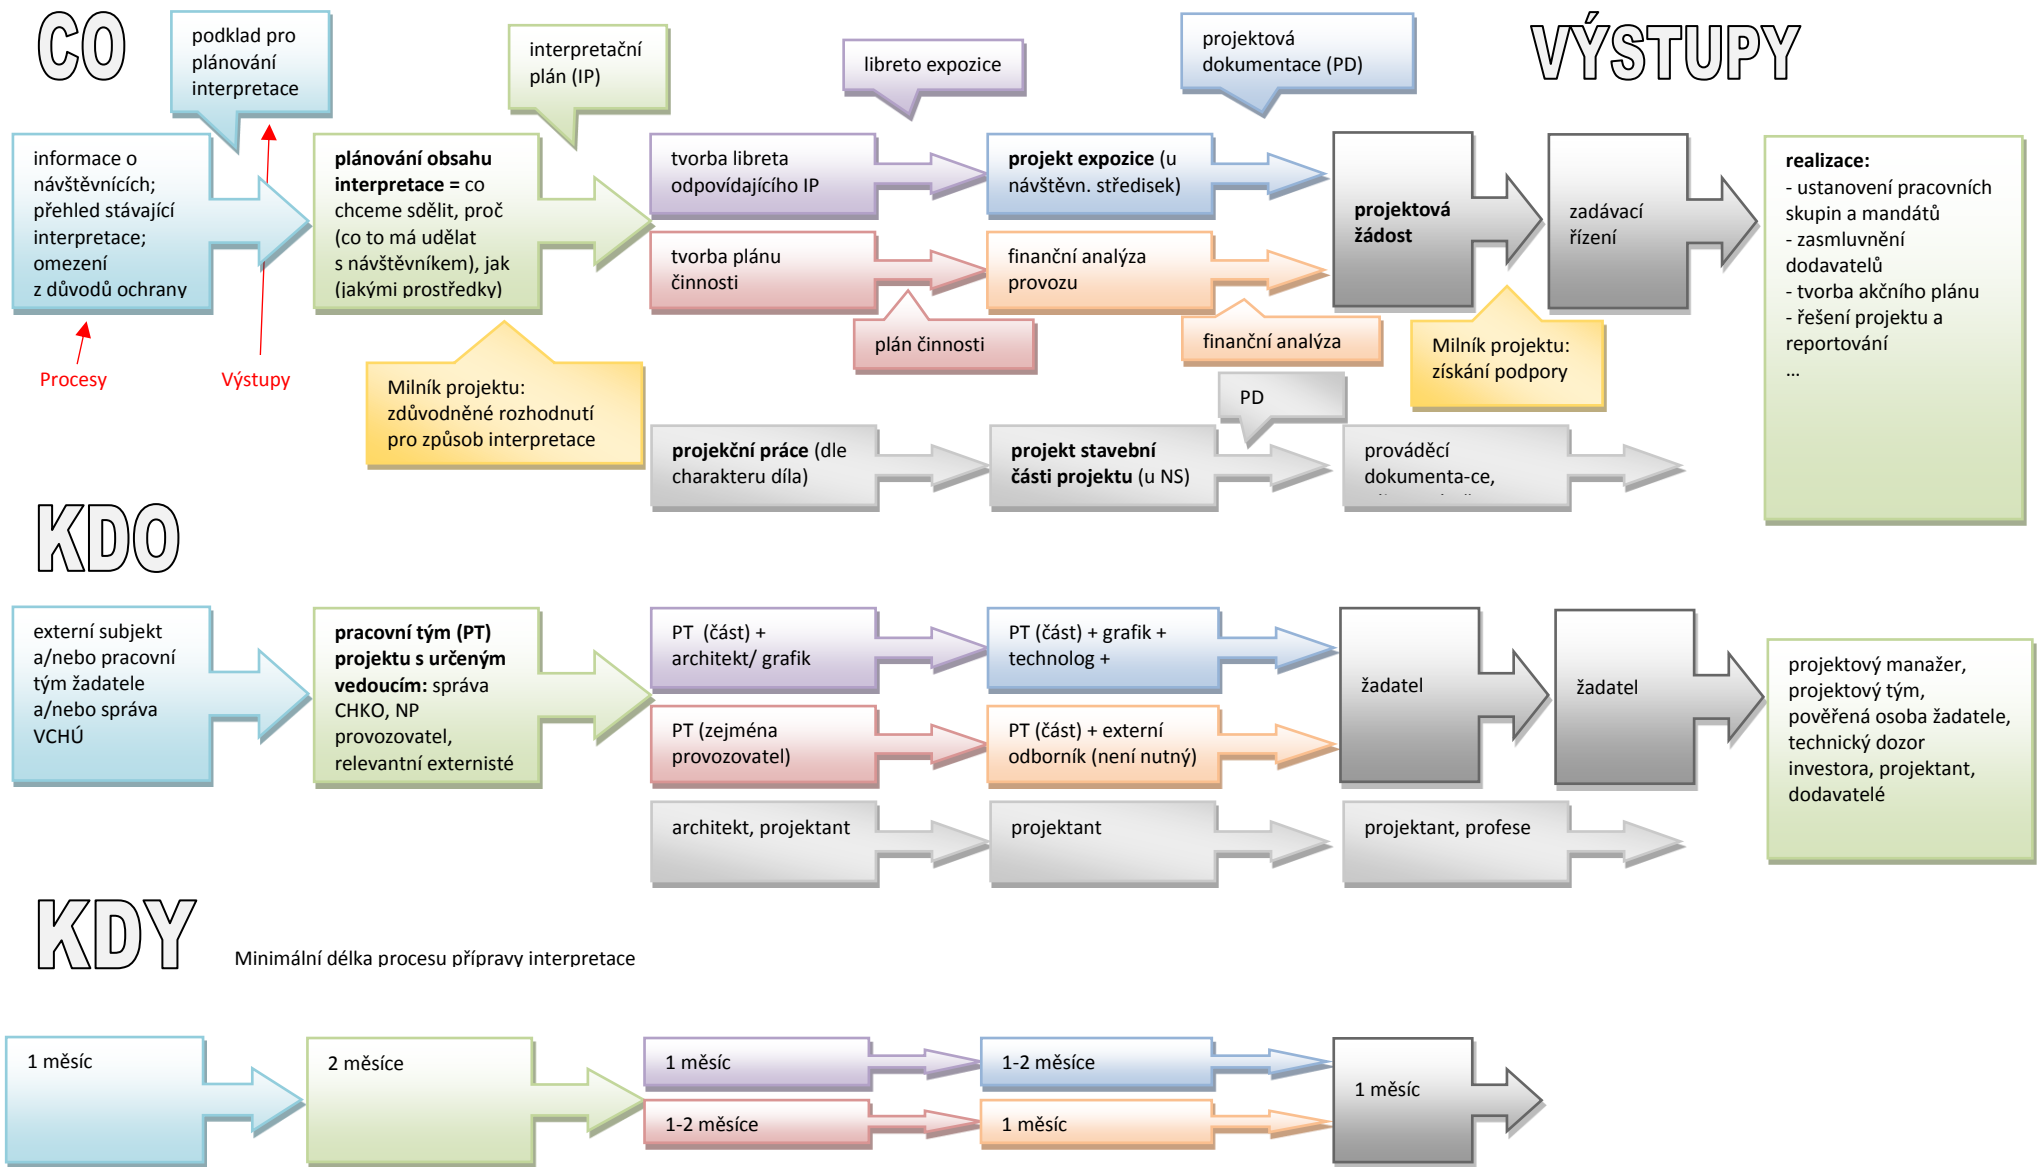 CO
VÝSTUPY
podklad pro
plánování
interpretace
interpretační
plán (IP)
libreto expozice
projektová
dokumentace (PD)
informace o
návštěvnících;
přehled stávající
interpretace;
omezení
z důvodů ochrany
plánování obsahu
interpretace = co
chceme sdělit, proč
(co to má udělat
s návštěvníkem), jak
(jakými prostředky)
tvorba libreta
odpovídajícího IP
projekt expozice (u
návštěvn. středisek)
tvorba plánu
činnosti
finanční analýza
provozu
projektová
žádost
zadávací
řízení
realizace:
- ustanovení pracovních
skupin a mandátů
- zasmluvnění
dodavatelů
- tvorba akčního plánu
- řešení projektu a
reportování
...
Procesy
Výstupy
Milník projektu:
zdůvodněné rozhodnutí
pro způsob interpretace
plán činnosti
finanční analýza
Milník projektu:
získání podpory
PD
projekční práce (dle
charakteru díla)
projekt stavební
části projektu (u NS)
prováděcí
dokumenta-ce,
KDO
externí subjekt
a/nebo pracovní
tým žadatele
a/nebo správa
VCHÚ
pracovní tým (PT)
projektu s určeným
vedoucím: správa
CHKO, NP
provozovatel,
relevantní externisté
PT (část) +
architekt/ grafik
PT (část) + grafik +
technolog +
PT (zejména
provozovatel)
PT (část) + externí
odborník (není nutný)
žadatel
žadatel
projektový manažer,
projektový tým,
pověřená osoba žadatele,
technický dozor
investora, projektant,
dodavatelé
architekt, projektant
projektant
projektant, profese
KDY
Minimální délka procesu přípravy interpretace
1 měsíc
2 měsíce
1 měsíc
1-2 měsíce
1-2 měsíce
1 měsíc
1 měsíc